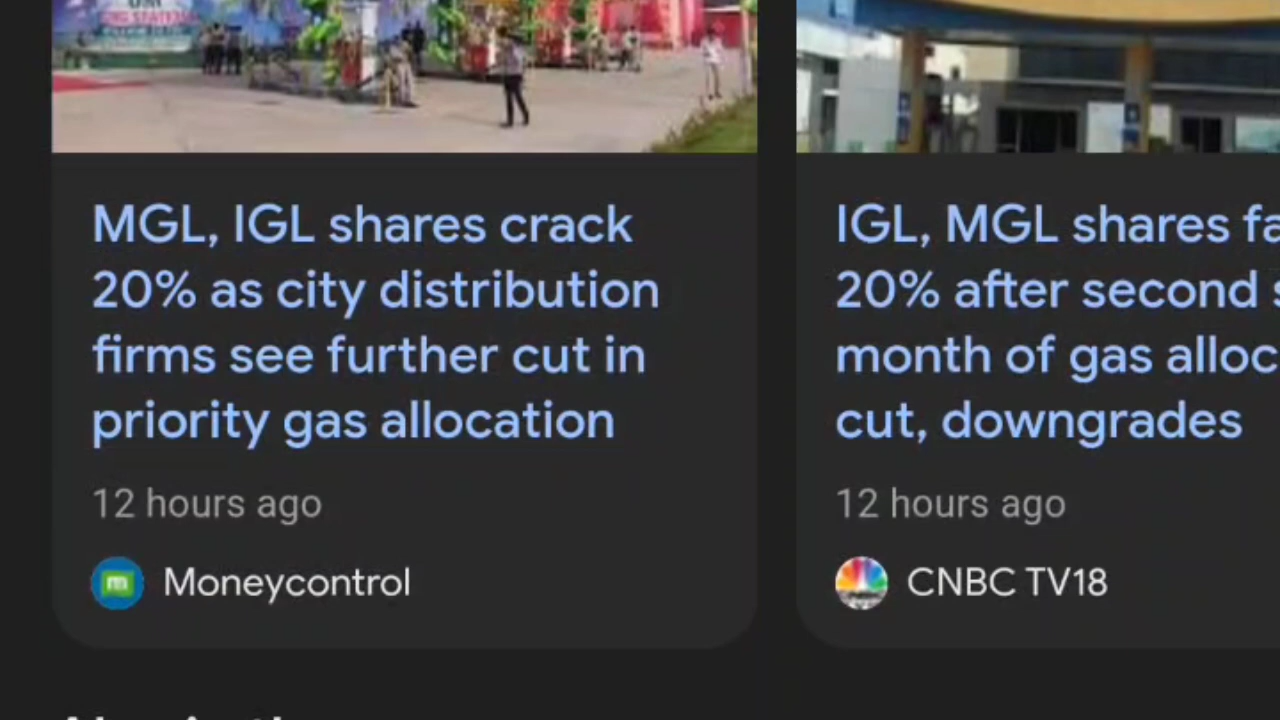 MGL, IGL shares crack
20% as city distribution
firms see further cut in
priority gas allocation
12 hours ago
Moneycontrol
IGL, MGL shares fa
20% after second s
month of gas alloc
cut, downgrades
12 hours ago
CNBC TV18